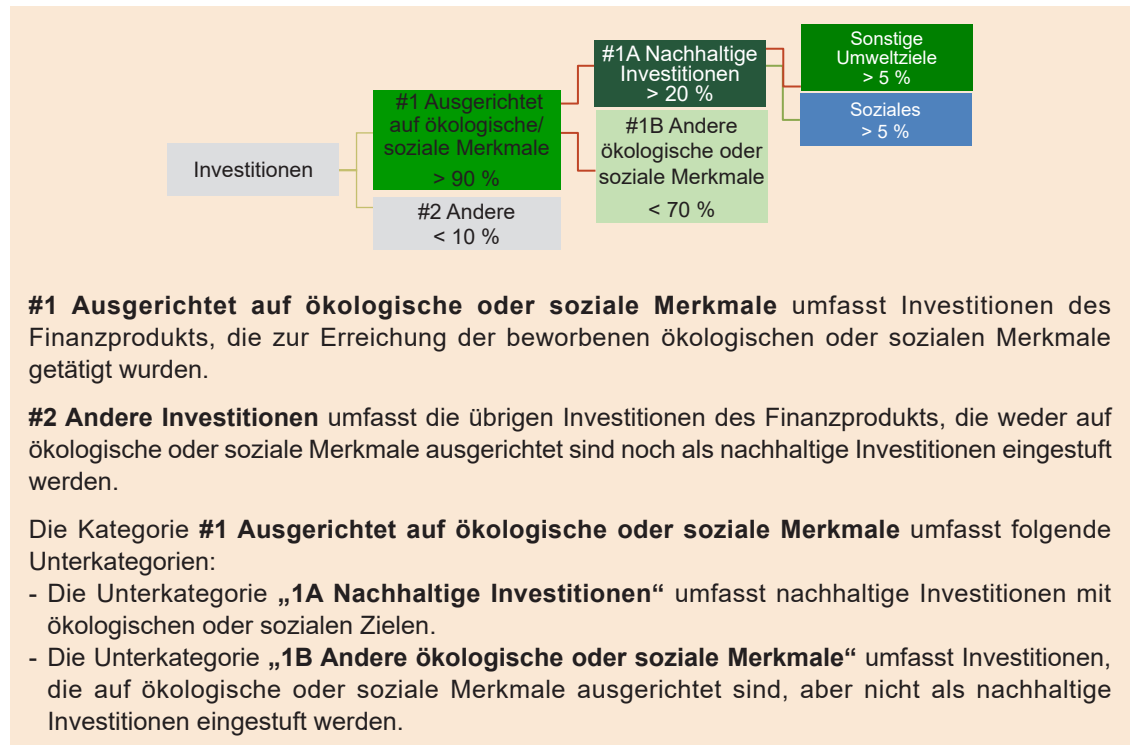 Investitionen
#1 Ausgerichtet
auf ökologische/
soziale Merkmale
> 90 %
#2 Andere
< 10 %
#1A Nachhaltige
Investitionen
> 20 %
#1B Andere
ökologische oder
soziale Merkmale
< 70 %
Sonstige
Umweltziele
> 5 %
Soziales
> 5 %
#1 Ausgerichtet auf ökologische oder soziale Merkmale umfasst Investitionen des
Finanzprodukts, die zur Erreichung der beworbenen ökologischen oder sozialen Merkmale
getätigt wurden.
#2 Andere Investitionen umfasst die übrigen Investitionen des Finanzprodukts, die weder auf
ökologische oder soziale Merkmale ausgerichtet sind noch als nachhaltige Investitionen eingestuft
werden.
Die Kategorie #1 Ausgerichtet auf ökologische oder soziale Merkmale umfasst folgende
Unterkategorien:
- Die Unterkategorie „1A Nachhaltige Investitionen“ umfasst nachhaltige Investitionen mit
ökologischen oder sozialen Zielen.
- Die Unterkategorie „1B Andere ökologische oder soziale Merkmale“ umfasst Investitionen,
die auf ökologische oder soziale Merkmale ausgerichtet sind, aber nicht als nachhaltige
Investitionen eingestuft werden.